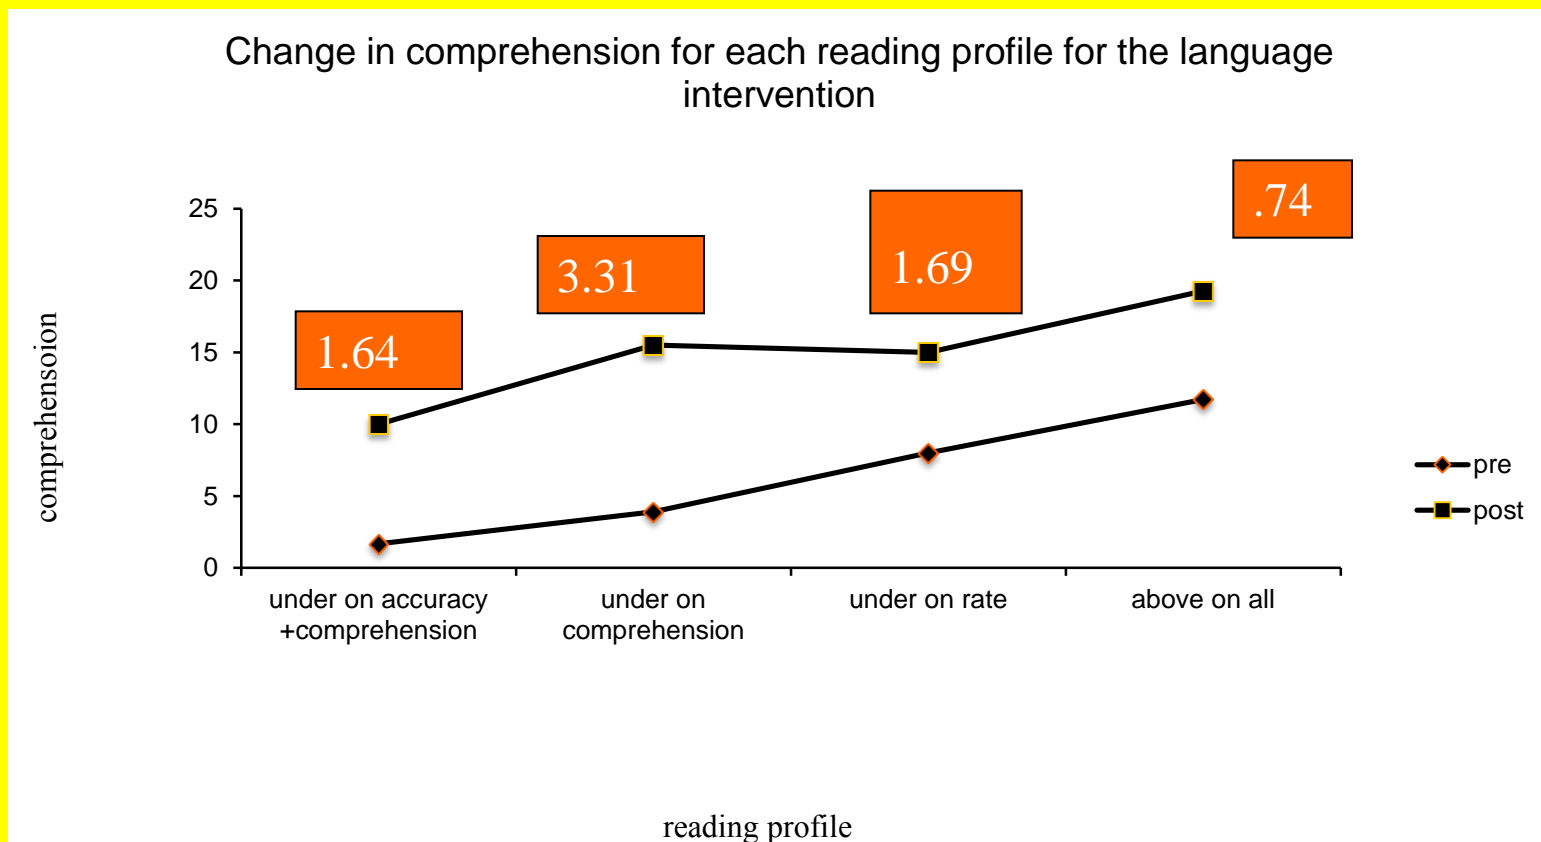 Change in comprehension for each reading profile for the language
intervention
.74
3.31
1.69
1.64
25
20
15
10
5
0
comprehensoion
pre
post
under on accuracy
+comprehension
under on
comprehension
under on rate
above on all
reading profile